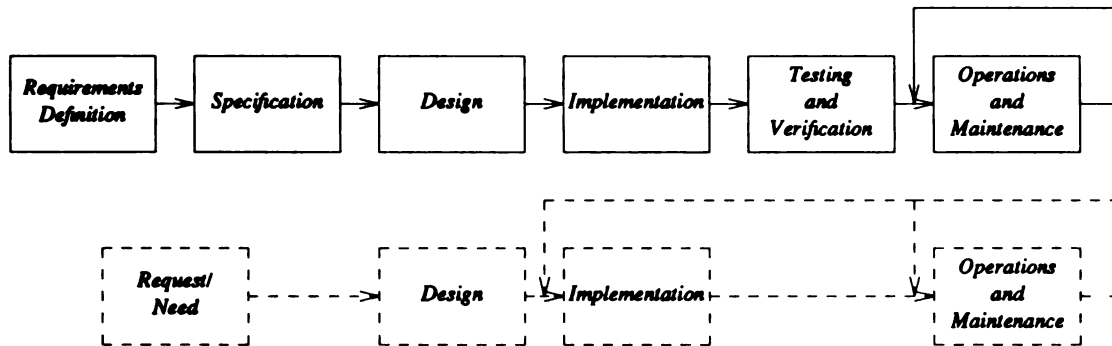 Requirements
Definition
Specification
Design
Implementation
Testing
and
Verification
Operations
and
Maintenance
Request/
Need
Design
Implementation
Operations
and
Maintenance